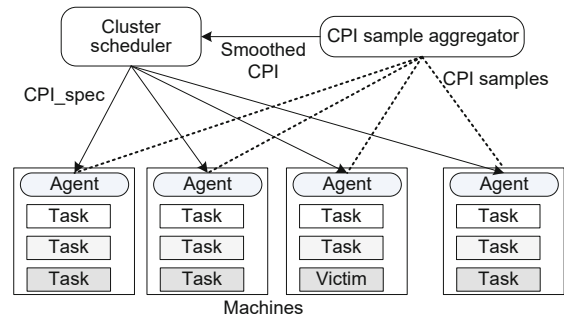 Cluster
scheduler
CPI sample aggregator
Smoothed
CPI
CPI_spec
CPI samples
Agent
Agent
Agent
Agent
Task
Task
Task
Task
Task
Task
Task
Task
Task
Task
Victim
Task
Machines